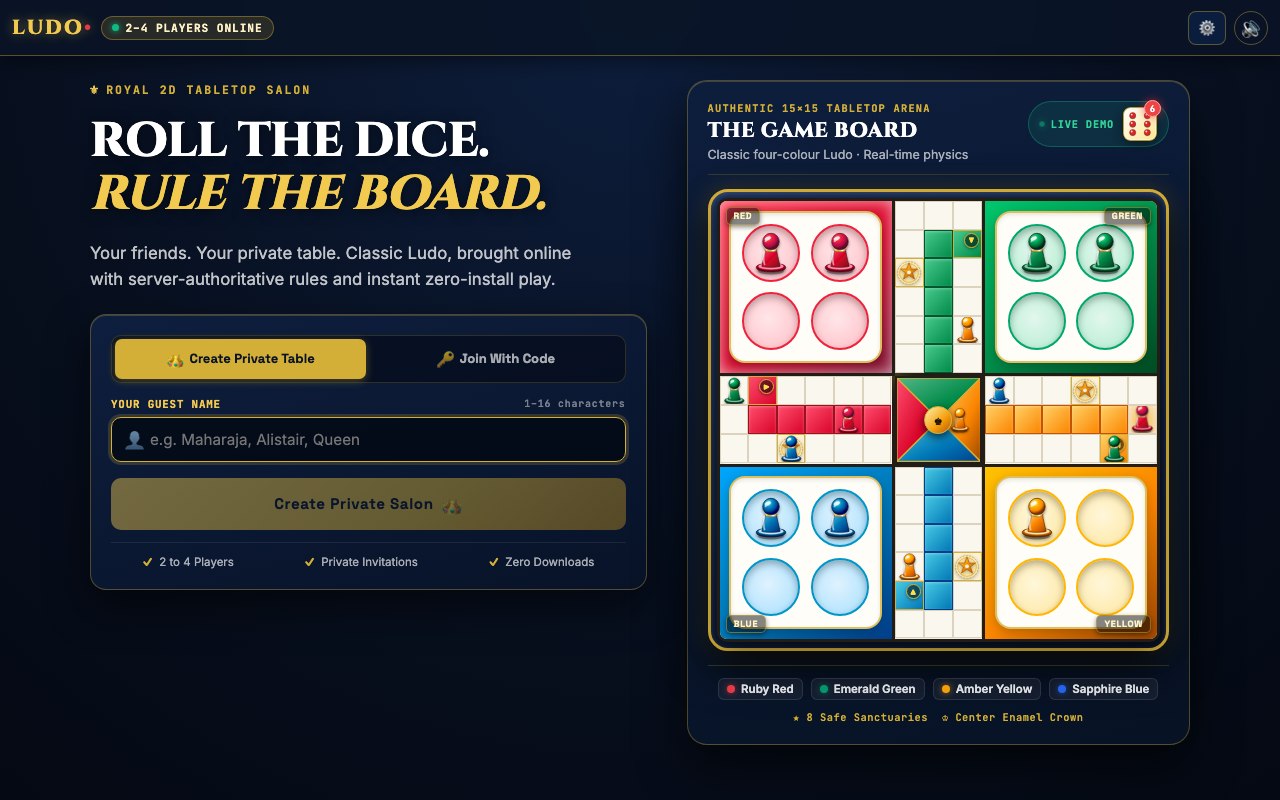 LUDO
2–4 PLAYERS ONLINE
⚜ ROYAL 2D TABLETOP SALON
ROLL THE DICE.
RULE THE BOARD.
Your friends. Your private table. Classic Ludo, brought online
with server-authoritative rules and instant zero-install play.
Create Private Table
Join With Code
YOUR GUEST NAME
1–16 characters
e.g. Maharaja, Alistair, Queen
Create Private Salon
✓ 2 to 4 Players
✓ Private Invitations
✓ Zero Downloads
AUTHENTIC 15×15 TABLETOP ARENA
THE GAME BOARD
Classic four-colour Ludo · Real-time physics
LIVE DEMO
6
RED
GREEN
BLUE
YELLOW
Ruby Red
Emerald Green
Amber Yellow
Sapphire Blue
★ 8 Safe Sanctuaries
♔ Center Enamel Crown